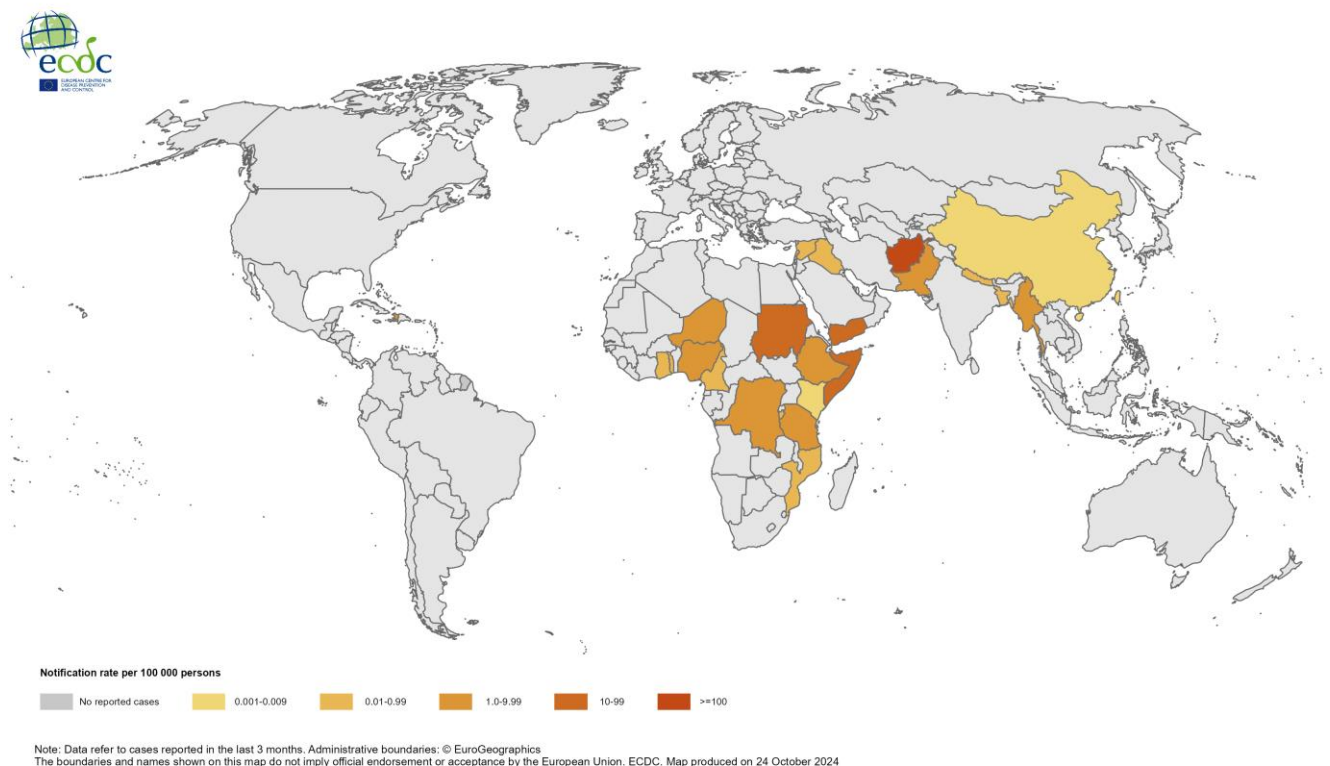 ecdc
EUROPEAN CENTRE FOR
DISEASE PREVENTION
AND CONTROL
Notification rate per 100 000 persons
No reported cases
0.001-0.009
0.01-0.99
1.0-9.99
10-99
>=100
Note: Data refer to cases reported in the last 3 months. Administrative boundaries: © EuroGeographics
The boundaries and names shown on this map do not imply official endorsement or acceptance by the European Union. ECDC. Map produced on 24 October 2024